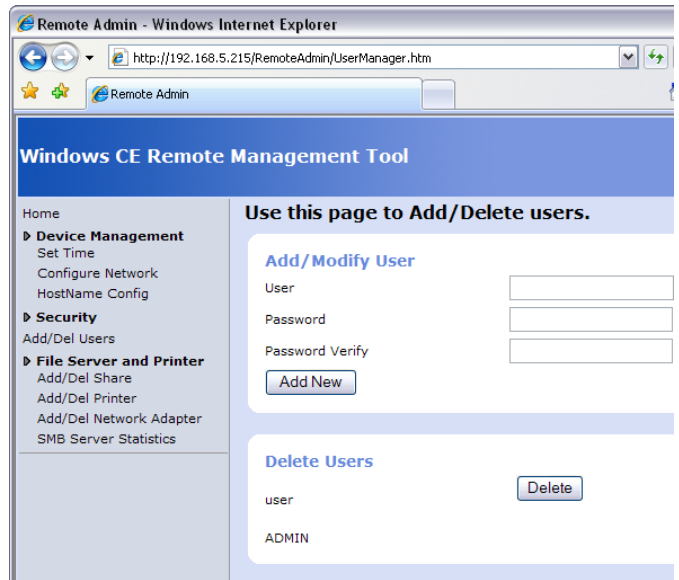 Remote Admin - Windows Internet Explorer
http://192.168.5.215/RemoteAdmin/UserManager.htm
Remote Admin
Windows CE Remote Management Tool
Home
Device Management
Set Time
Configure Network
HostName Config
Security
Add/Del Users
File Server and Printer
Add/Del Share
Add/Del Printer
Add/Del Network Adapter
SMB Server Statistics
Use this page to Add/Delete users.
Add/Modify User
User
Password
Password Verify
Add New
Delete Users
user
Delete
ADMIN